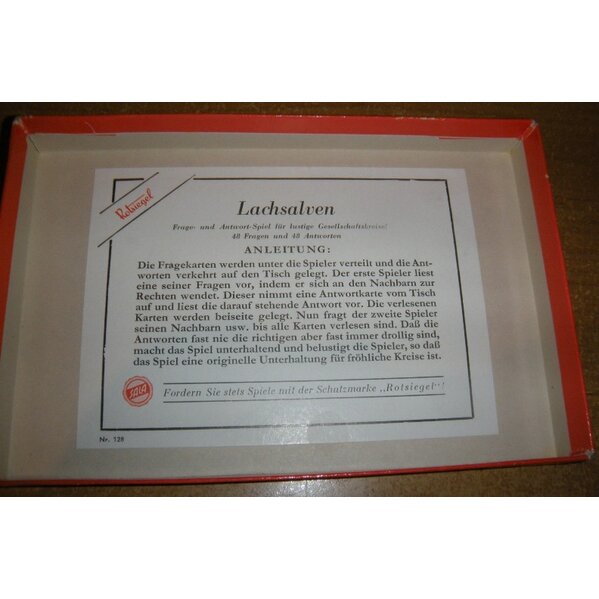 Rotsiegel
Lachsalven
Frage- und Antwort-Spiel für lustige Gesellschaftskreise!
48 Fragen und 48 Antworten
ANLEITUNG:
Die Fragekarten werden unter die Spieler verteilt und die Ant-
worten verkehrt auf den Tisch gelegt. Der erste Spieler liest
eine seiner Fragen vor, indem er sich an den Nachbarn zur
Rechten wendet. Dieser nimmt eine Antwortkarte vom Tisch
auf und liest die darauf stehende Antwort vor. Die verlesenen
Karten werden beiseite gelegt. Nun fragt der zweite Spieler
seinen Nachbarn usw. bis alle Karten verlesen sind. Daß die
Antworten fast nie die richtigen aber fast immer drollig sind,
macht das Spiel unterhaltend und belustigt die Spieler, so daß
das Spiel eine originelle Unterhaltung für fröhliche Kreise ist.
SALA
Fordern Sie stets Spiele mit der Schutzmarke „Rotsiegel"!
Nr. 128